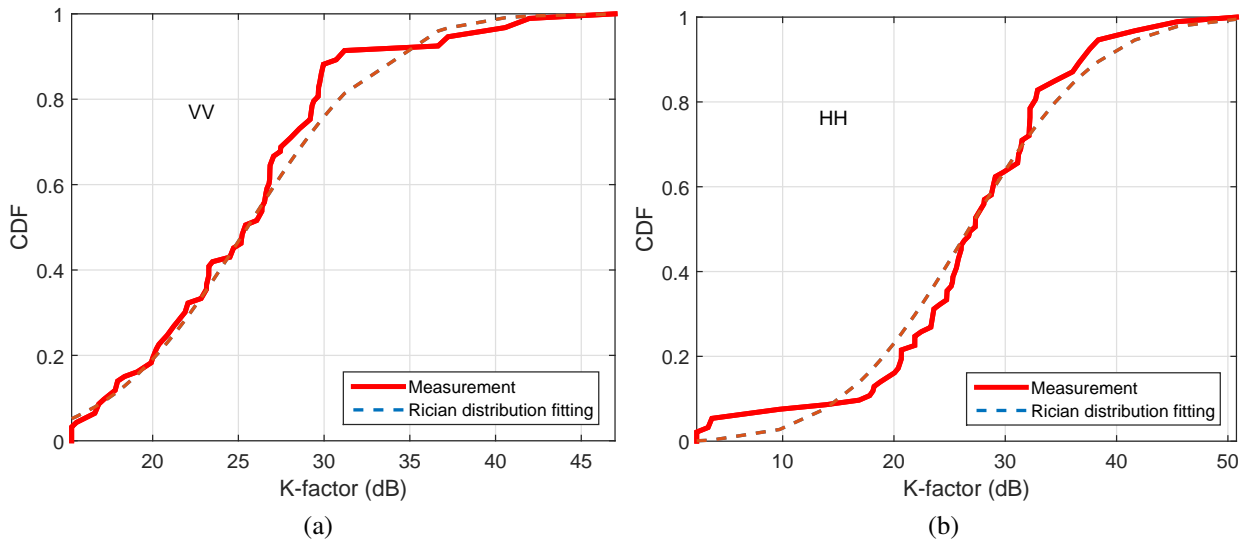 1
0.8
0.6
0.4
0.2
0
CDF
VV
Measurement
Rician distribution fitting
20 25 30 35 40 45
K-factor (dB)
(a)
1
0.8
0.6
0.4
0.2
0
CDF
HH
Measurement
Rician distribution fitting
10 20 30 40 50
K-factor (dB)
(b)